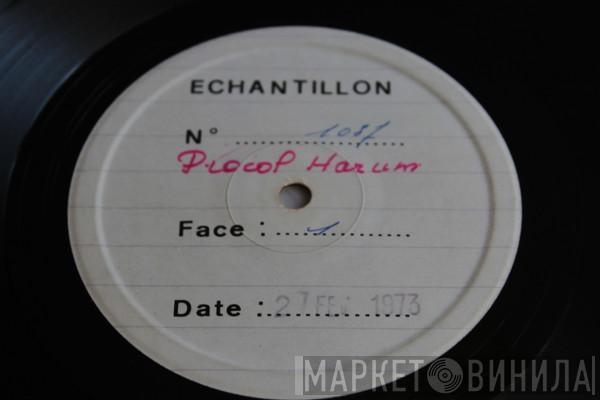 ECHANTILLON
N° 1087
Procol Harum
Face : 1
Date : 27 FEV 1973
МАРКЕТ ВИНИЛА